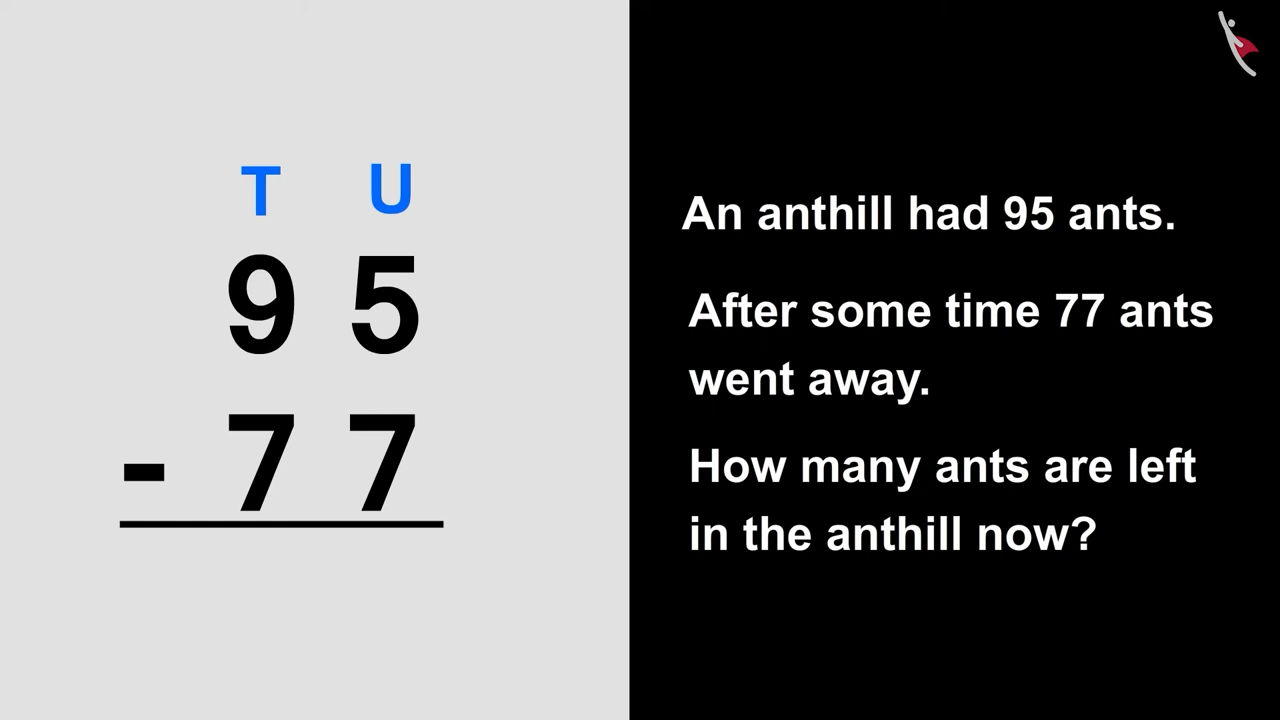 T U
9 5
- 7 7
An anthill had 95 ants.
After some time 77 ants
went away.
How many ants are left
in the anthill now?